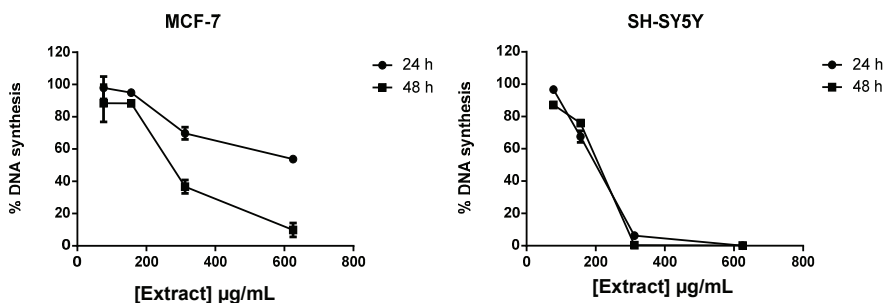 MCF-7
120
100
80
60
40
20
0
% DNA synthesis
0 200 400 600 800
[Extract] µg/mL
24 h
48 h
SH-SY5Y
120
100
80
60
40
20
0
% DNA synthesis
0 200 400 600 800
[Extract] µg/mL
24 h
48 h